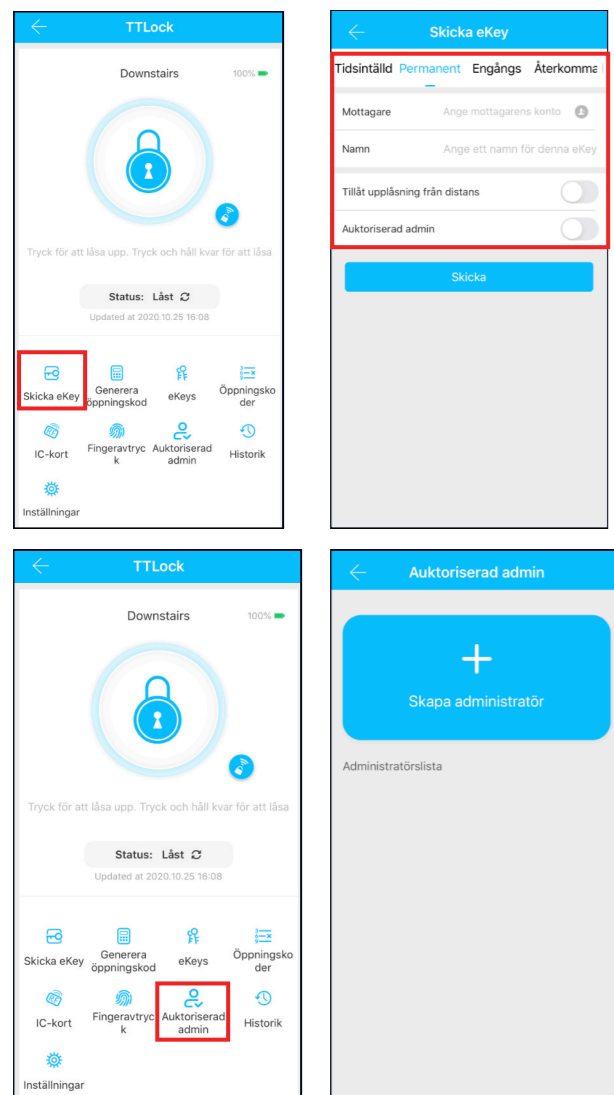 TTLock
Downstairs
100%
Tryck för att låsa upp. Tryck och håll kvar för att låsa
Status: Låst
Updated at 2020.10.25 16:08
Skicka eKey
Generera
öppningskod
eKeys
Öppningsko
der
IC-kort
Fingeravtryc
k
Auktoriserad
admin
Historik
Inställningar
Skicka eKey
Tidsintälld Permanent Engångs Återkomma
Mottagare Ange mottagarens konto
Namn Ange ett namn för denna eKey
Tillåt upplåsning från distans
Auktoriserad admin
Skicka
TTLock
Downstairs
100%
Tryck för att låsa upp. Tryck och håll kvar för att låsa
Status: Låst
Updated at 2020.10.25 16:08
Skicka eKey
Generera
öppningskod
eKeys
Öppningsko
der
IC-kort
Fingeravtryc
k
Auktoriserad
admin
Historik
Inställningar
Auktoriserad admin
Skapa administratör
Administratörslista